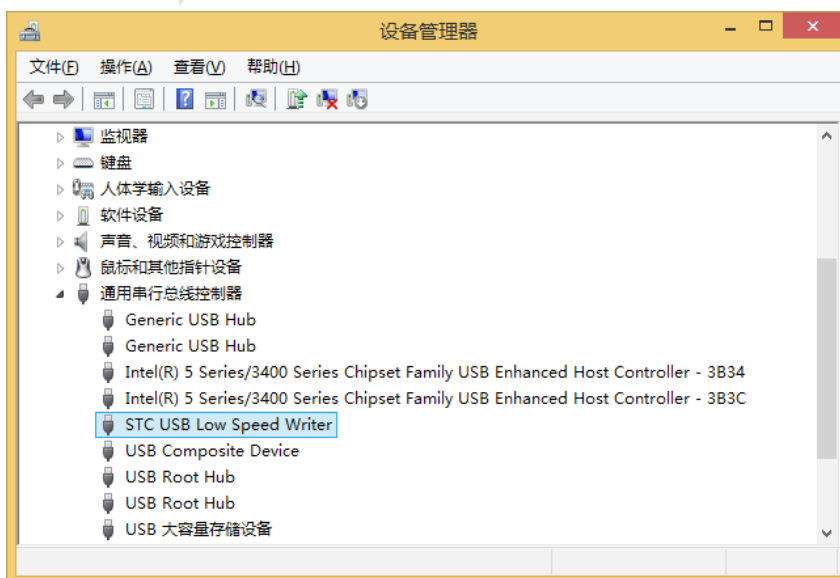 设备管理器
文件(F) 操作(A) 查看(V) 帮助(H)
监视器
键盘
人体学输入设备
软件设备
声音、视频和游戏控制器
鼠标和其他指针设备
通用串行总线控制器
Generic USB Hub
Generic USB Hub
Intel(R) 5 Series/3400 Series Chipset Family USB Enhanced Host Controller - 3B34
Intel(R) 5 Series/3400 Series Chipset Family USB Enhanced Host Controller - 3B3C
STC USB Low Speed Writer
USB Composite Device
USB Root Hub
USB Root Hub
USB 大容量存储设备